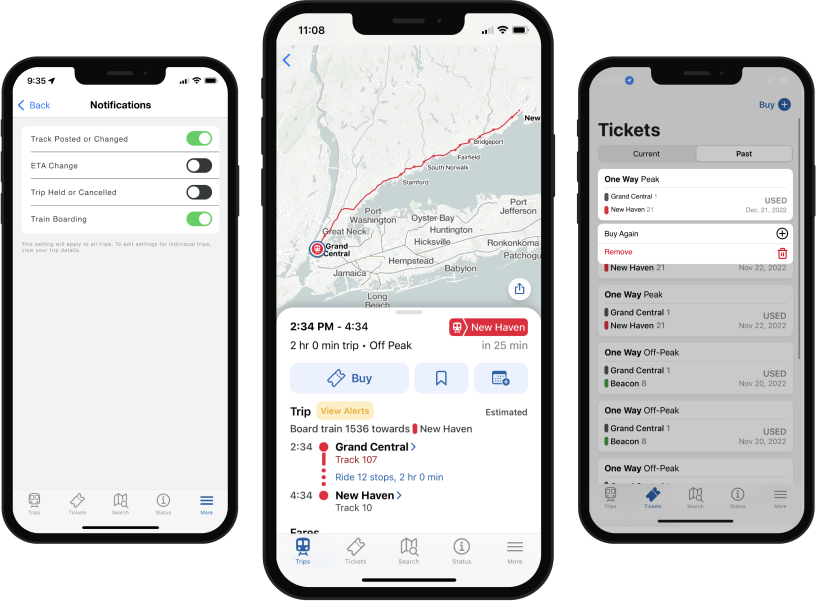 9:35
Back
Notifications
Track Posted or Changed
ETA Change
Trip Held or Cancelled
Train Boarding
This setting will apply to all trips. To edit settings for individual trips,
view your trip details.
Trips
Tickets
Search
Status
More
11:08
New
Bridgeport
Fairfield
South Norwalk
Stamford
Port
Washington
Oyster Bay
Port
Jefferson
Great Neck
Huntington
Grand
Central
Hicksville
Ronkonkoma
Hempstead
Patchogu
Jamaica
Babylon
Long
Beach
2:34 PM - 4:34
New Haven
2 hr 0 min trip • Off Peak
in 25 min
Buy
Trip
View Alerts
Estimated
Board train 1536 towards New Haven
2:34 Grand Central
Track 107
Ride 12 stops, 2 hr 0 min
4:34 New Haven
Track 10
Fares
Trips
Tickets
Search
Status
More
Buy
Tickets
Current
Past
One Way Peak
Grand Central 1
New Haven 21
USED
Dec, 21, 2022
Buy Again
Remove
New Haven 21
Nov 22, 2022
One Way Peak
Grand Central 1
New Haven 21
USED
Nov 22, 2022
One Way Off-Peak
Grand Central 1
Beacon 8
USED
Nov 20, 2022
One Way Off-Peak
Grand Central 1
Beacon 8
USED
Nov 20, 2022
One Way Off-Peak
Trips
Tickets
Search
Status
More